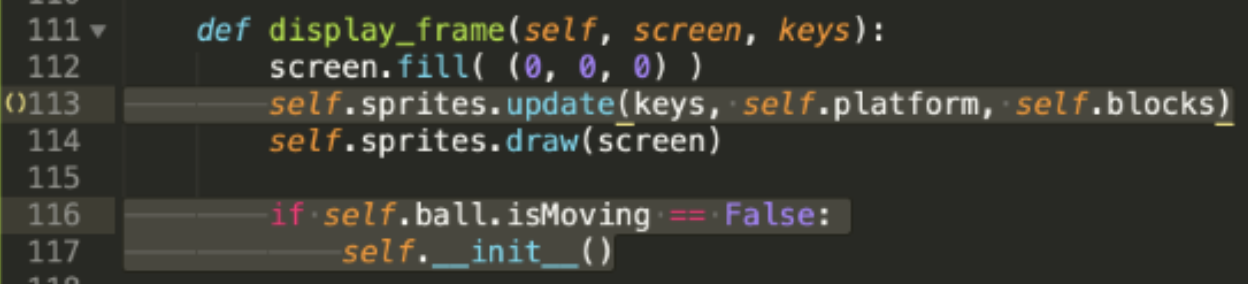 111 ▼ def display_frame(self, screen, keys):
112 screen.fill( (0, 0, 0) )
()113 self.sprites.update(keys, self.platform, self.blocks)
114 self.sprites.draw(screen)
115
116 if self.ball.isMoving == False:
117 self.__init__()